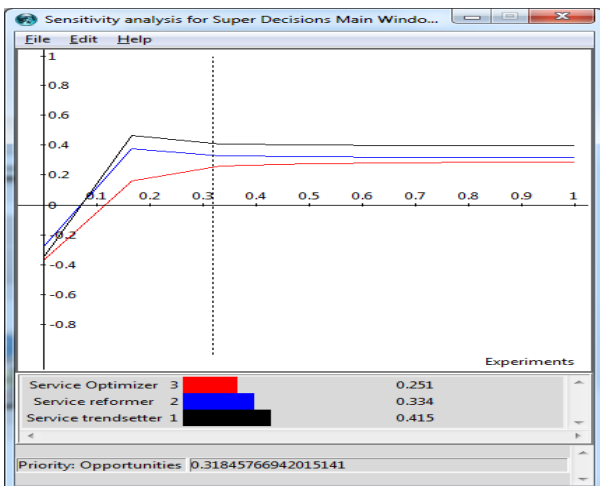 Sensitivity analysis for Super Decisions Main Windo...
File Edit Help
1
0.8
0.6
0.4
0.2
0.1 0.2 0.3 0.4 0.5 0.6 0.7 0.8 0.9 1
0
-0.2
-0.4
-0.6
-0.8
Experiments
Service Optimizer 3 0.251
Service reformer 2 0.334
Service trendsetter 1 0.415
Priority: Opportunities 0.31845766942015141